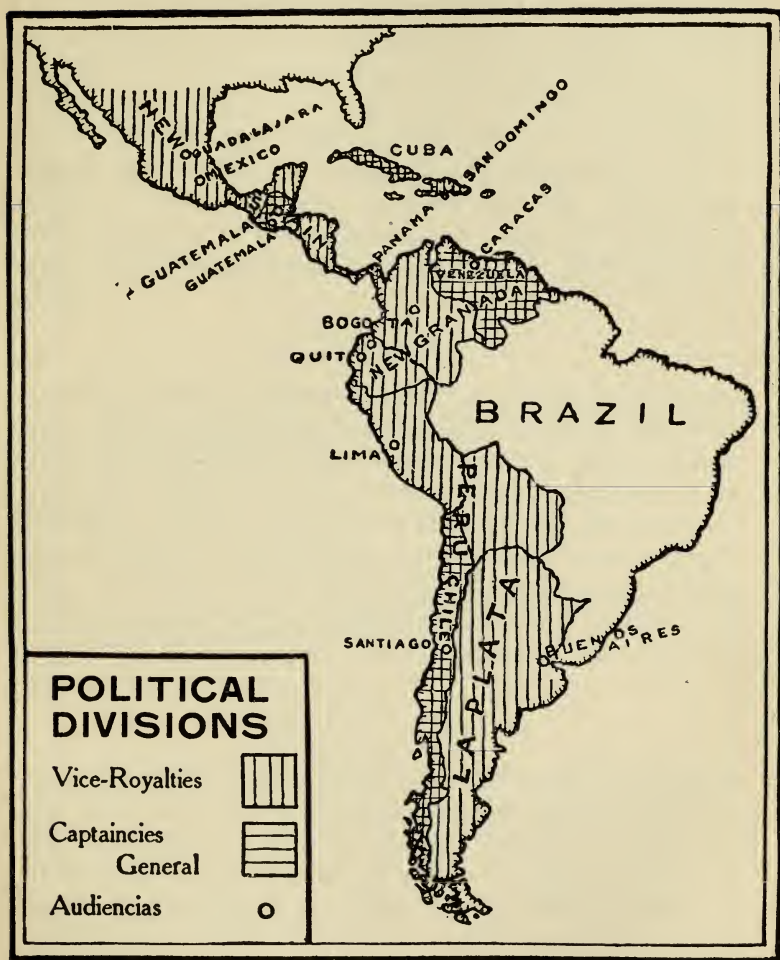 NEW
GUADALAJARA
MEXICO
CUBA
SAN DOMINGO
GUATEMALA
GUATEMALA
PANAMA
CARACAS
VENEZUELA
BOGOTA
NEW GRANADA
QUITO
BRAZIL
LIMA
PERU
CHILE
LA PLATA
SANTIAGO
BUENOS
AIRES
POLITICAL
DIVISIONS
Vice-Royalties
Captaincies
General
Audiencias